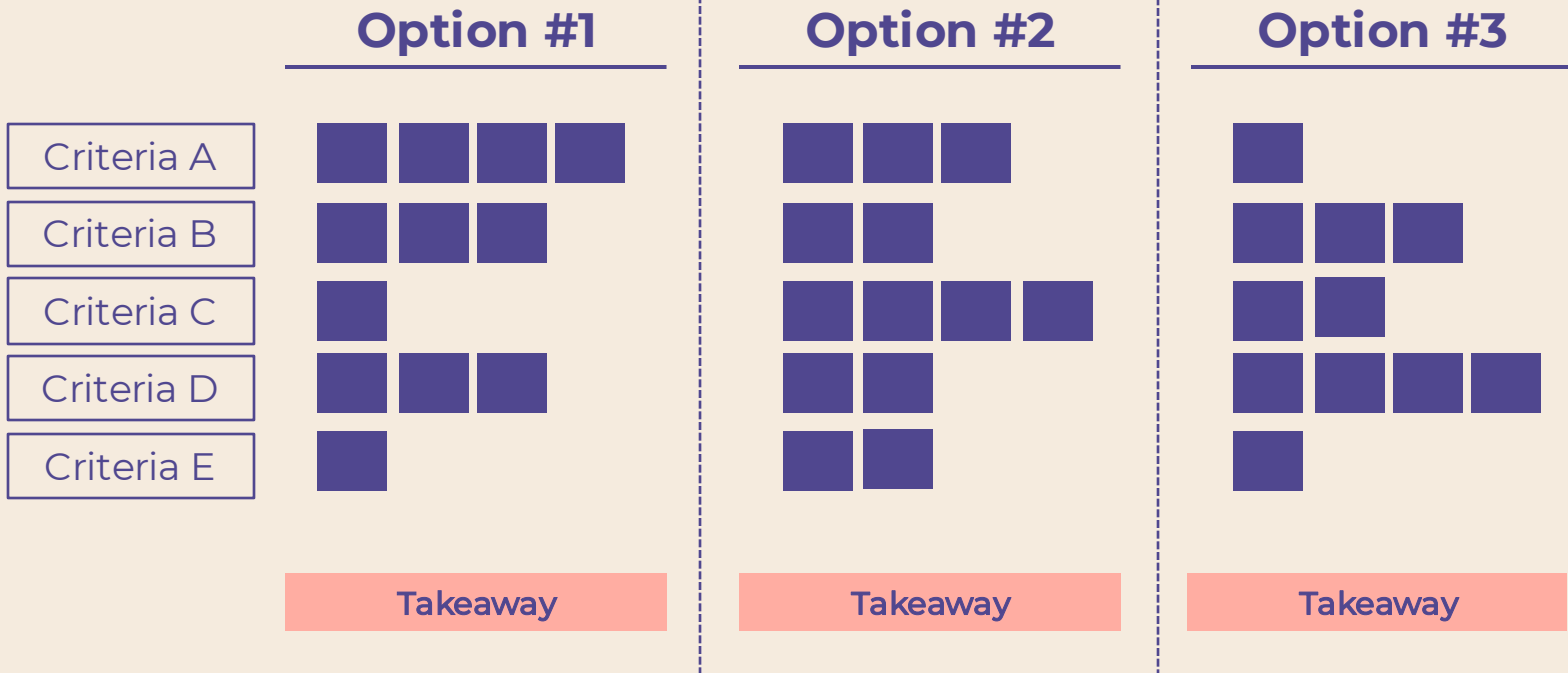 Option #1
Option #2
Option #3
Criteria A
Criteria B
Criteria C
Criteria D
Criteria E
Takeaway
Takeaway
Takeaway